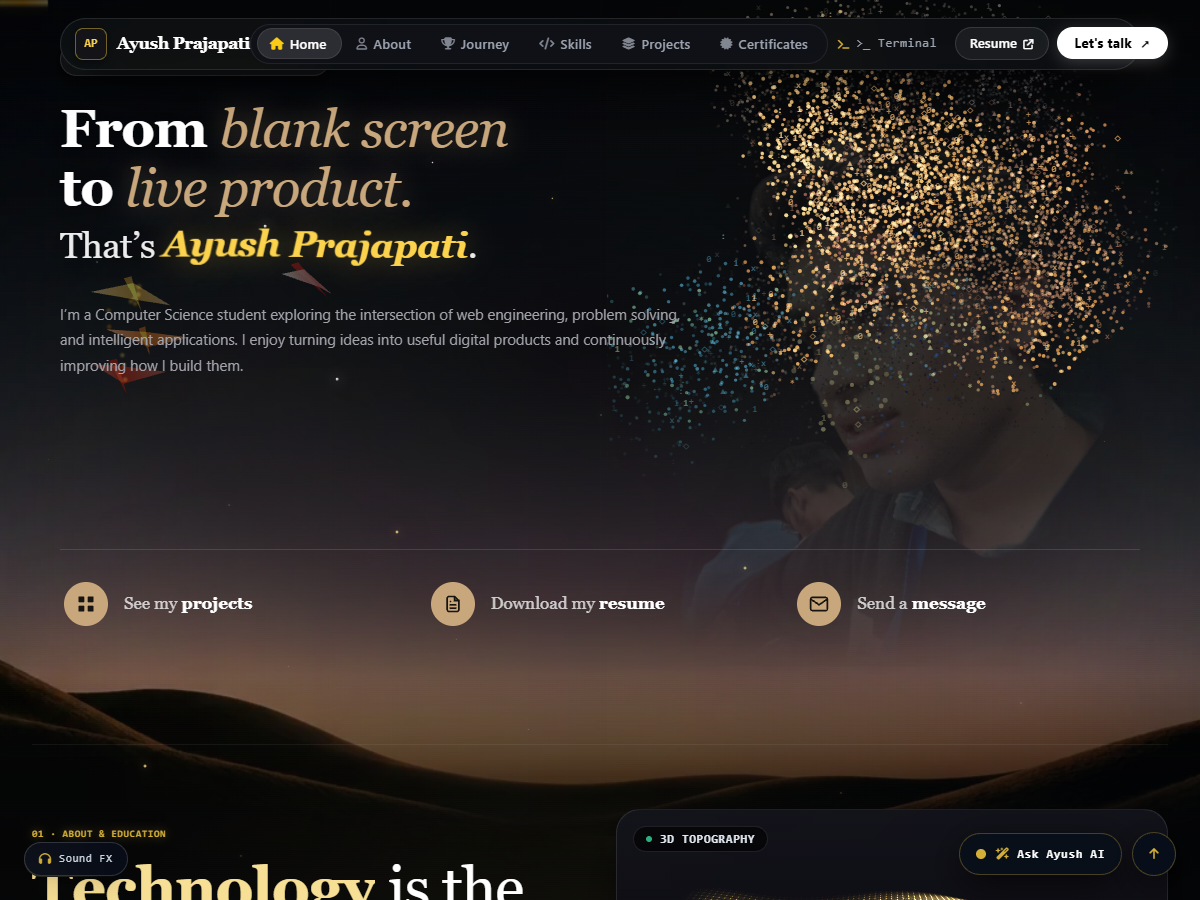 AP Ayush Prajapati Home About Journey Skills Projects Certificates >_ Terminal Resume Let's talk ↗
From blank screen
to live product.
That's Ayush Prajapati.
I'm a Computer Science student exploring the intersection of web engineering, problem solving,
and intelligent applications. I enjoy turning ideas into useful digital products and continuously
improving how I build them.
See my projects
Download my resume
Send a message
01 · ABOUT & EDUCATION
3D TOPOGRAPHY
Sound FX
Ask Ayush AI
Technology is the